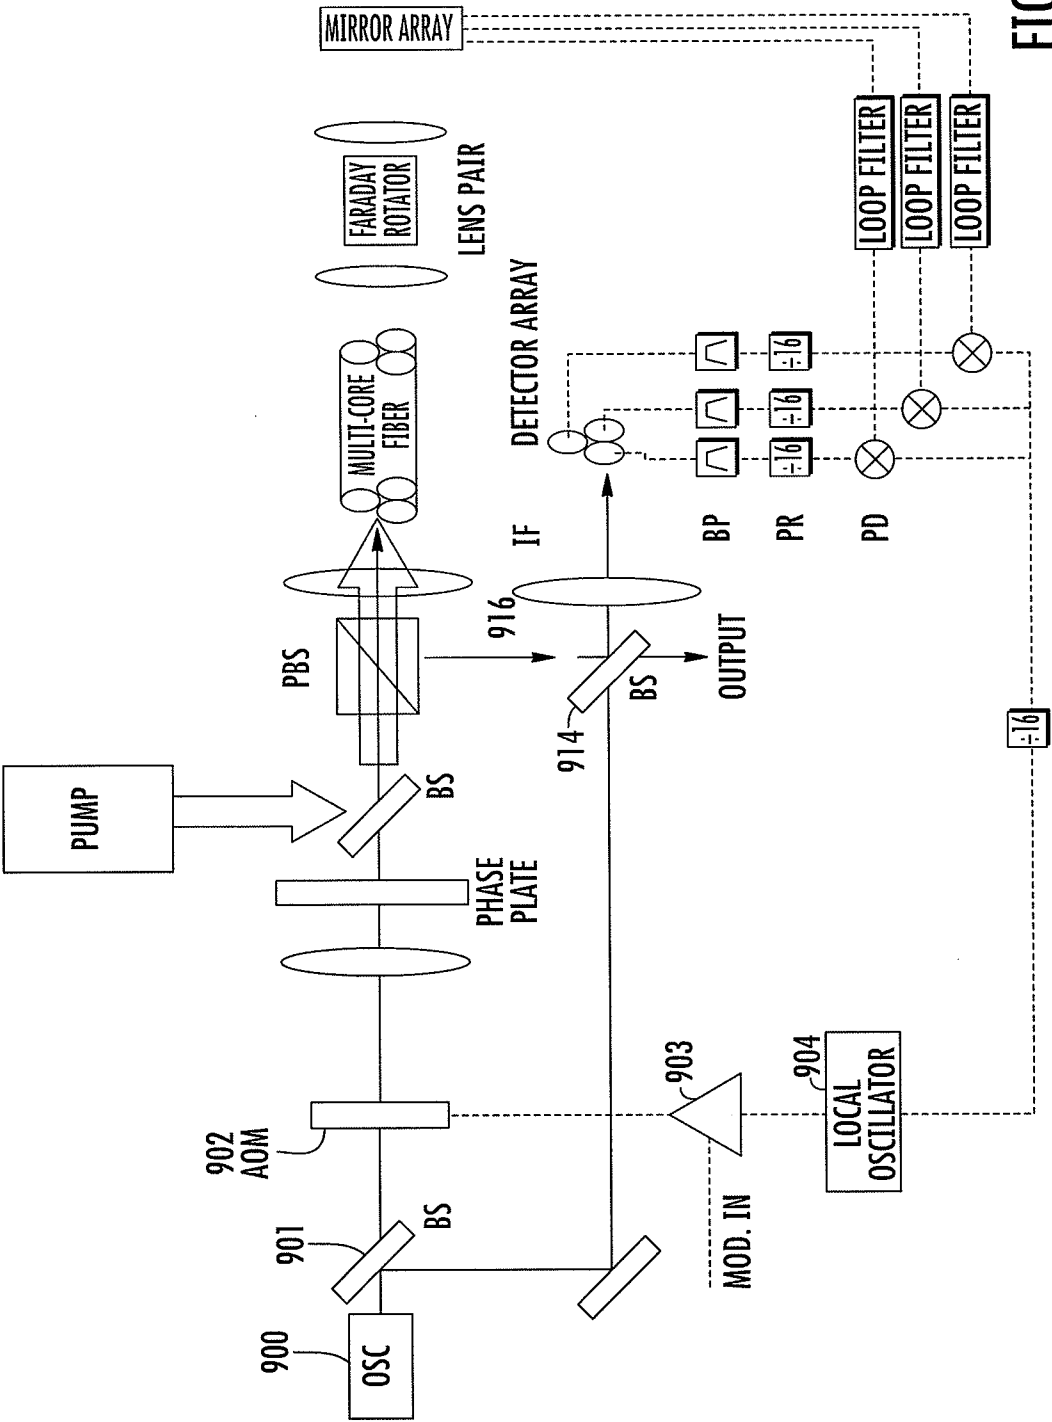 FIG
MIRROR ARRAY
FARADAY
ROTATOR
LENS PAIR
MULTI-CORE
FIBER
DETECTOR ARRAY
LOOP FILTER
LOOP FILTER
LOOP FILTER
PBS
916
IF
BP
PR
PD
÷16
÷16
÷16
PUMP
BS
914
BS
OUTPUT
÷16
PHASE
PLATE
902
AOM
903
904
LOCAL
OSCILLATOR
MOD. IN
901
BS
900
OSC